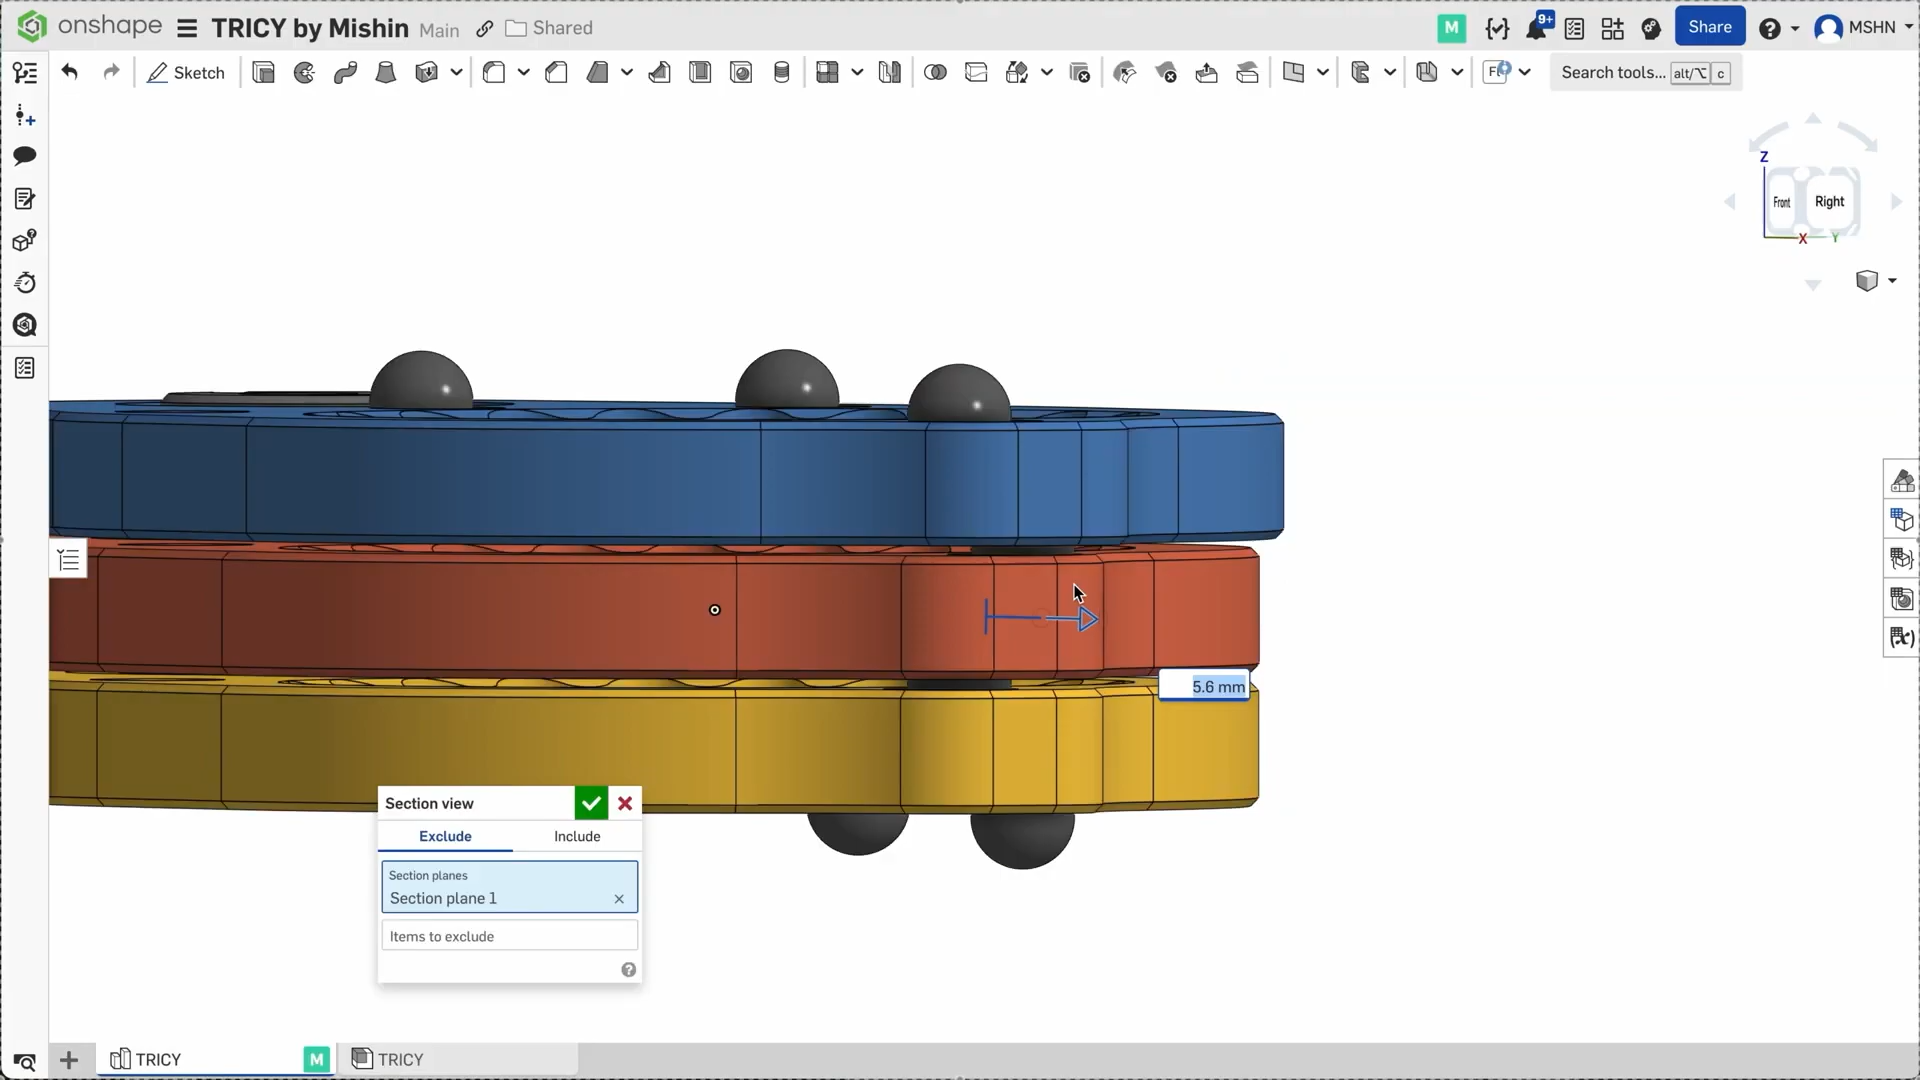 onshape
TRICY by Mishin Main Shared
M
9+
Share
MSHN
Sketch
Search tools... alt/⌥ c
Z
Front
Right
X
Y
5.6 mm
Section view
Exclude Include
Section planes
Section plane 1
Items to exclude
TRICY M
TRICY